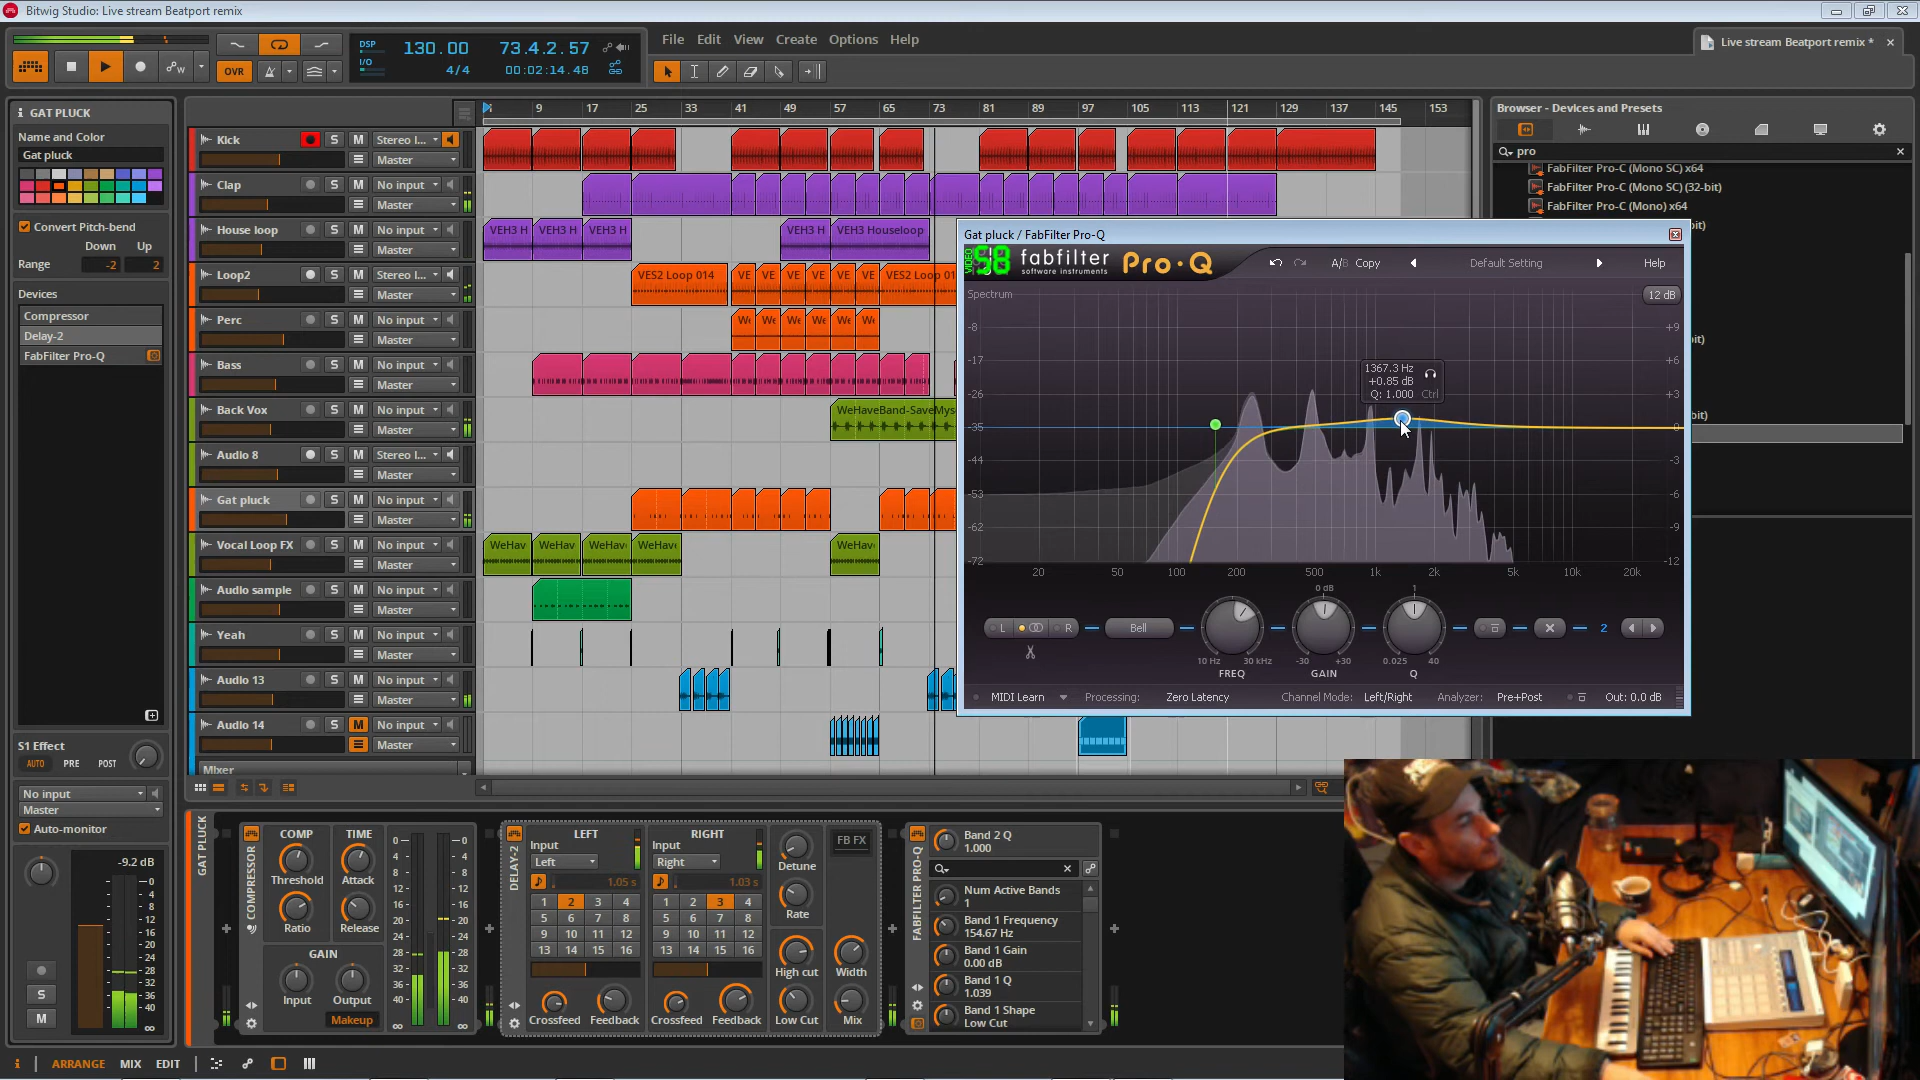 Bitwig Studio: Live stream Beatport remix
OVR
DSP
I/O
130.00
4/4
73.4.2.57
00:02:14.48
File Edit View Create Options Help
Live stream Beatport remix *
GAT PLUCK
Name and Color
Gat pluck
Convert Pitch-bend
Down Up
Range -2 2
Devices
Compressor
Delay-2
FabFilter Pro-Q
S1 Effect
AUTO PRE POST
No input
Master
Auto-monitor
-9.2 dB
0
4
8
12
16
20
24
28
32
36
40
∞
S
M
9 17 25 33 41 49 57 65 73 81 89 97 105 113 121 129 137 145 153
Kick S M Stereo I...
Master
Clap S M No input
Master
House loop S M No input
Master
VEH3 H VEH3 H VEH3 H VEH3 H VEH3 Houseloop
Loop2 S M Stereo I...
Master
VES2 Loop 014 VE VE VE VE VE VE VES2 Loop 01
Perc S M No input
Master
We We We We We We
Bass S M No input
Master
Back Vox S M No input
Master
WeHaveBand-SaveMys
Audio 8 S M Stereo I...
Master
Gat pluck S M No input
Master
Vocal Loop FX S M No input
Master
WeHav WeHav WeHav WeHav WeHav
Audio sample S M No input
Master
Yeah S M No input
Master
Audio 13 S M No input
Master
Audio 14 S M No input
Master
Mixer
Browser - Devices and Presets
pro
FabFilter Pro-C (Mono SC) x64
FabFilter Pro-C (Mono SC) (32-bit)
FabFilter Pro-C (Mono) x64
it)
bit)
bit)
Gat pluck / FabFilter Pro-Q
VIDEO 58
fabfilter
software instruments
Pro·Q
A/B Copy Default Setting Help
Spectrum
12 dB
-8 +9
-17 +6
-26 +3
-35 0
-44 -3
-53 -6
-62 -9
-72 -12
1367.3 Hz
+0.85 dB
Q: 1.000 Ctrl
20 50 100 200 500 1k 2k 5k 10k 20k
0 dB 1
L R Bell 2
10 Hz 30 kHz -30 +30 0.025 40
FREQ GAIN Q
MIDI Learn Processing: Zero Latency Channel Mode: Left/Right Analyzer: Pre+Post Out: 0.0 dB
GAT PLUCK
COMPRESSOR
COMP TIME
Threshold Attack
Ratio Release
GAIN
Input Output
Makeup
0
4
8
12
16
20
24
28
32
36
40
∞
DELAY-2
LEFT RIGHT
Input Input
Left Right
1.05 s 1.03 s
1 2 3 4 1 2 3 4
5 6 7 8 5 6 7 8
9 10 11 12 9 10 11 12
13 14 15 16 13 14 15 16
Crossfeed Feedback Crossfeed Feedback
Detune
Rate
High cut
Low Cut
FB FX
Width
Mix
FABFILTER PRO-Q
Band 2 Q
1.000
Num Active Bands
1
Band 1 Frequency
154.67 Hz
Band 1 Gain
0.00 dB
Band 1 Q
1.039
Band 1 Shape
Low Cut
i ARRANGE MIX EDIT